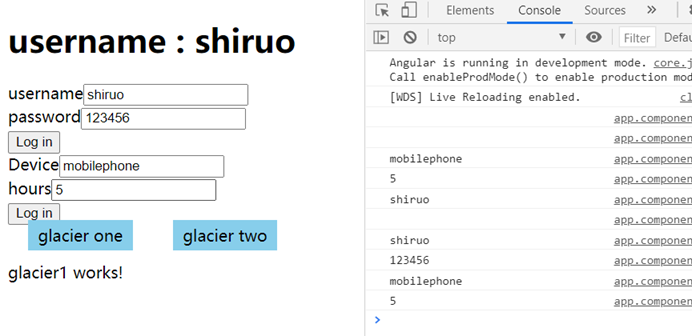 username : shiruo
username shiruo
password 123456
Log in
Device mobilephone
hours 5
Log in
glacier one glacier two
glacier1 works!
Elements Console Sources »
top Filter Defau
Angular is running in development mode. core.j
Call enableProdMode() to enable production mod
[WDS] Live Reloading enabled. cl
app.componen
app.componen
mobilephone app.componen
5 app.componen
shiruo app.componen
app.componen
shiruo app.componen
123456 app.componen
mobilephone app.componen
5 app.componen